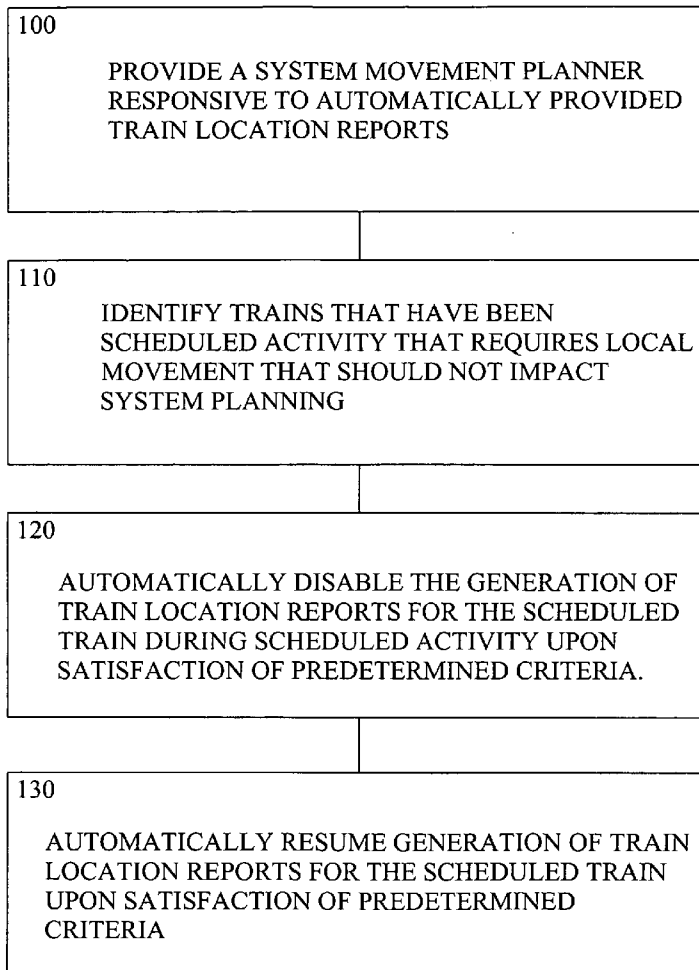 100
PROVIDE A SYSTEM MOVEMENT PLANNER
RESPONSIVE TO AUTOMATICALLY PROVIDED
TRAIN LOCATION REPORTS
110
IDENTIFY TRAINS THAT HAVE BEEN
SCHEDULED ACTIVITY THAT REQUIRES LOCAL
MOVEMENT THAT SHOULD NOT IMPACT
SYSTEM PLANNING
120
AUTOMATICALLY DISABLE THE GENERATION OF
TRAIN LOCATION REPORTS FOR THE SCHEDULED
TRAIN DURING SCHEDULED ACTIVITY UPON
SATISFACTION OF PREDETERMINED CRITERIA.
130
AUTOMATICALLY RESUME GENERATION OF TRAIN
LOCATION REPORTS FOR THE SCHEDULED TRAIN
UPON SATISFACTION OF PREDETERMINED
CRITERIA